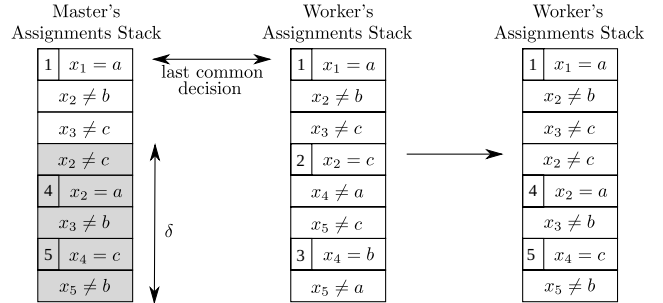 Master's
Assignments Stack
1 x₁ = a
x₂ ≠ b
x₃ ≠ c
x₂ ≠ c
4 x₂ = a
x₃ ≠ b
5 x₄ = c
x₅ ≠ b
last common
decision
δ
Worker's
Assignments Stack
1 x₁ = a
x₂ ≠ b
x₃ ≠ c
2 x₂ = c
x₄ ≠ a
x₅ ≠ c
3 x₄ = b
x₅ ≠ a
Worker's
Assignments Stack
1 x₁ = a
x₂ ≠ b
x₃ ≠ c
x₂ ≠ c
4 x₂ = a
x₃ ≠ b
5 x₄ = c
x₅ ≠ b